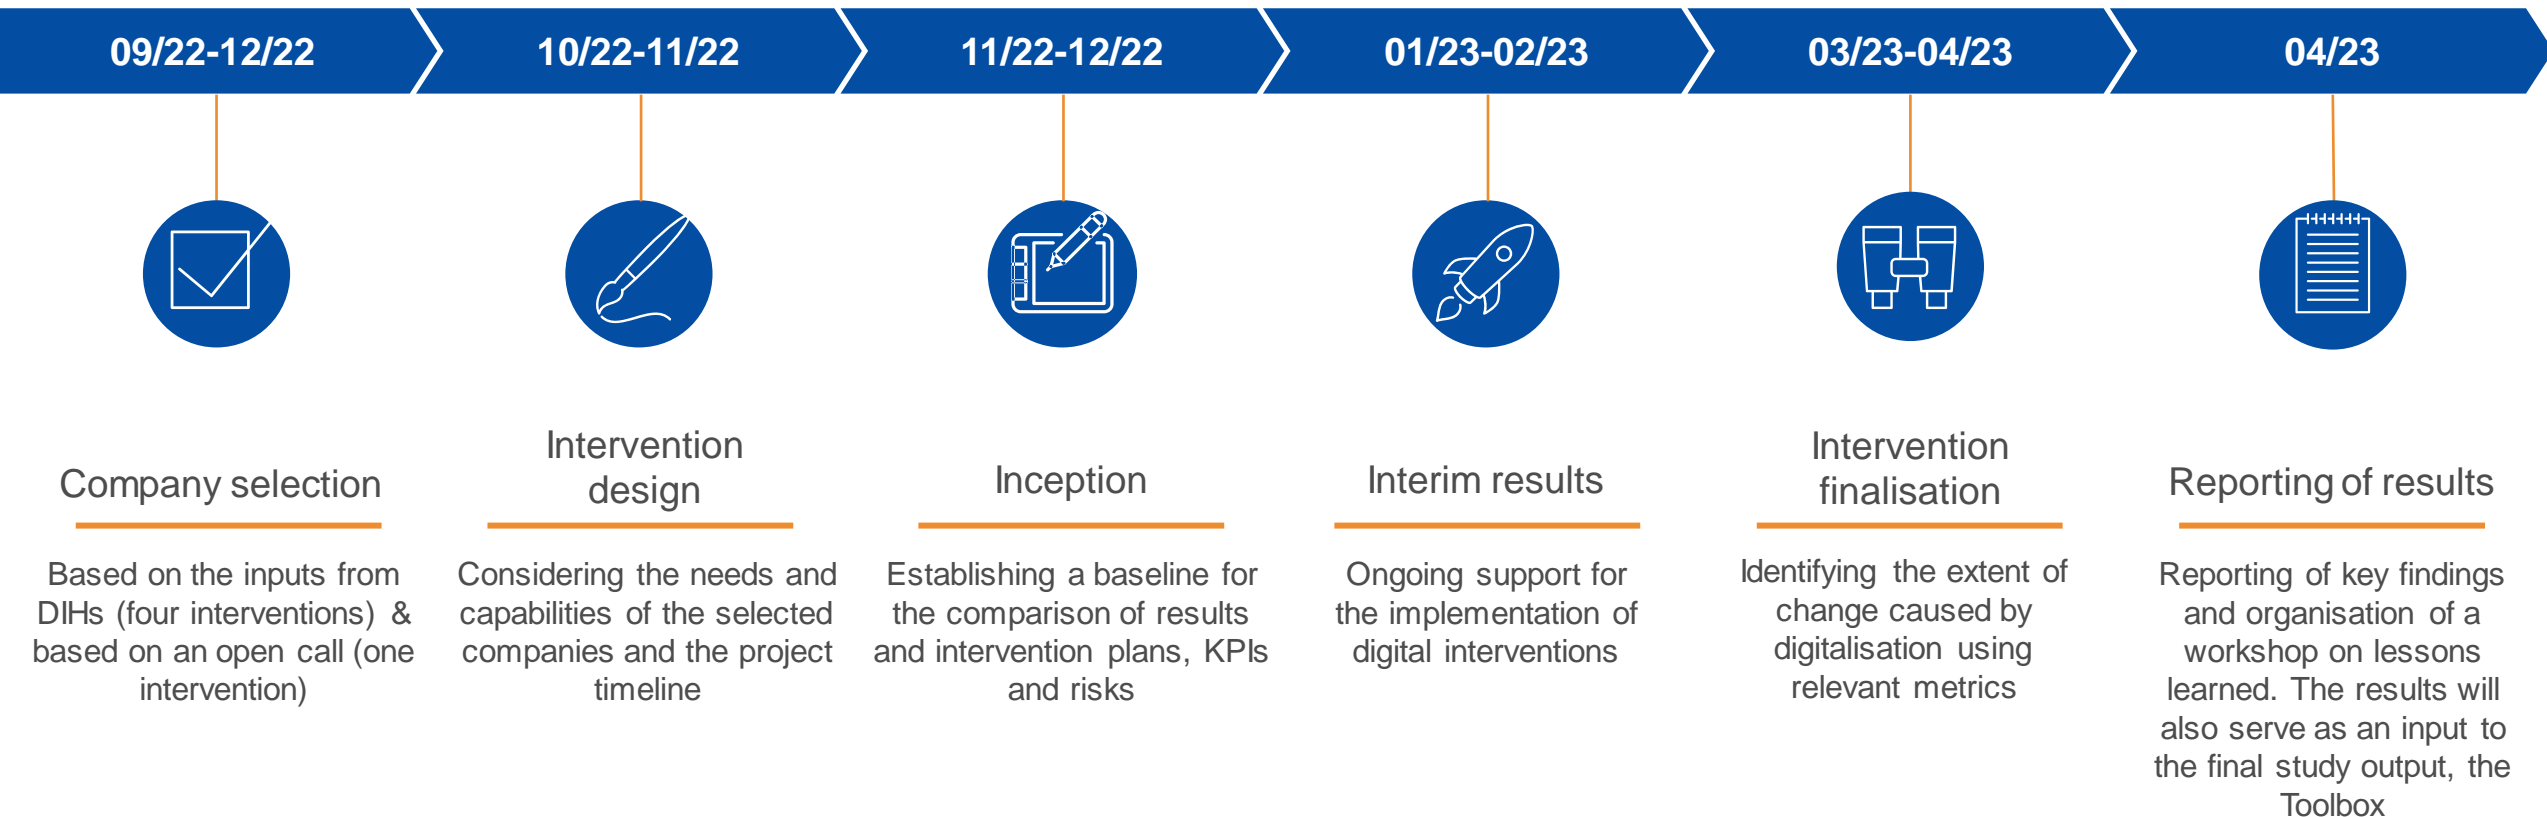 09/22-12/22
10/22-11/22
11/22-12/22
01/23-02/23
03/23-04/23
04/23
Company selection
Based on the inputs from
DIHs (four interventions) &
based on an open call (one
intervention)
Intervention
design
Considering the needs and
capabilities of the selected
companies and the project
timeline
Inception
Establishing a baseline for
the comparison of results
and intervention plans, KPIs
and risks
Interim results
Ongoing support for
the implementation of
digital interventions
Intervention
finalisation
Identifying the extent of
change caused by
digitalisation using
relevant metrics
Reporting of results
Reporting of key findings
and organisation of a
workshop on lessons
learned. The results will
also serve as an input to
the final study output, the
Toolbox